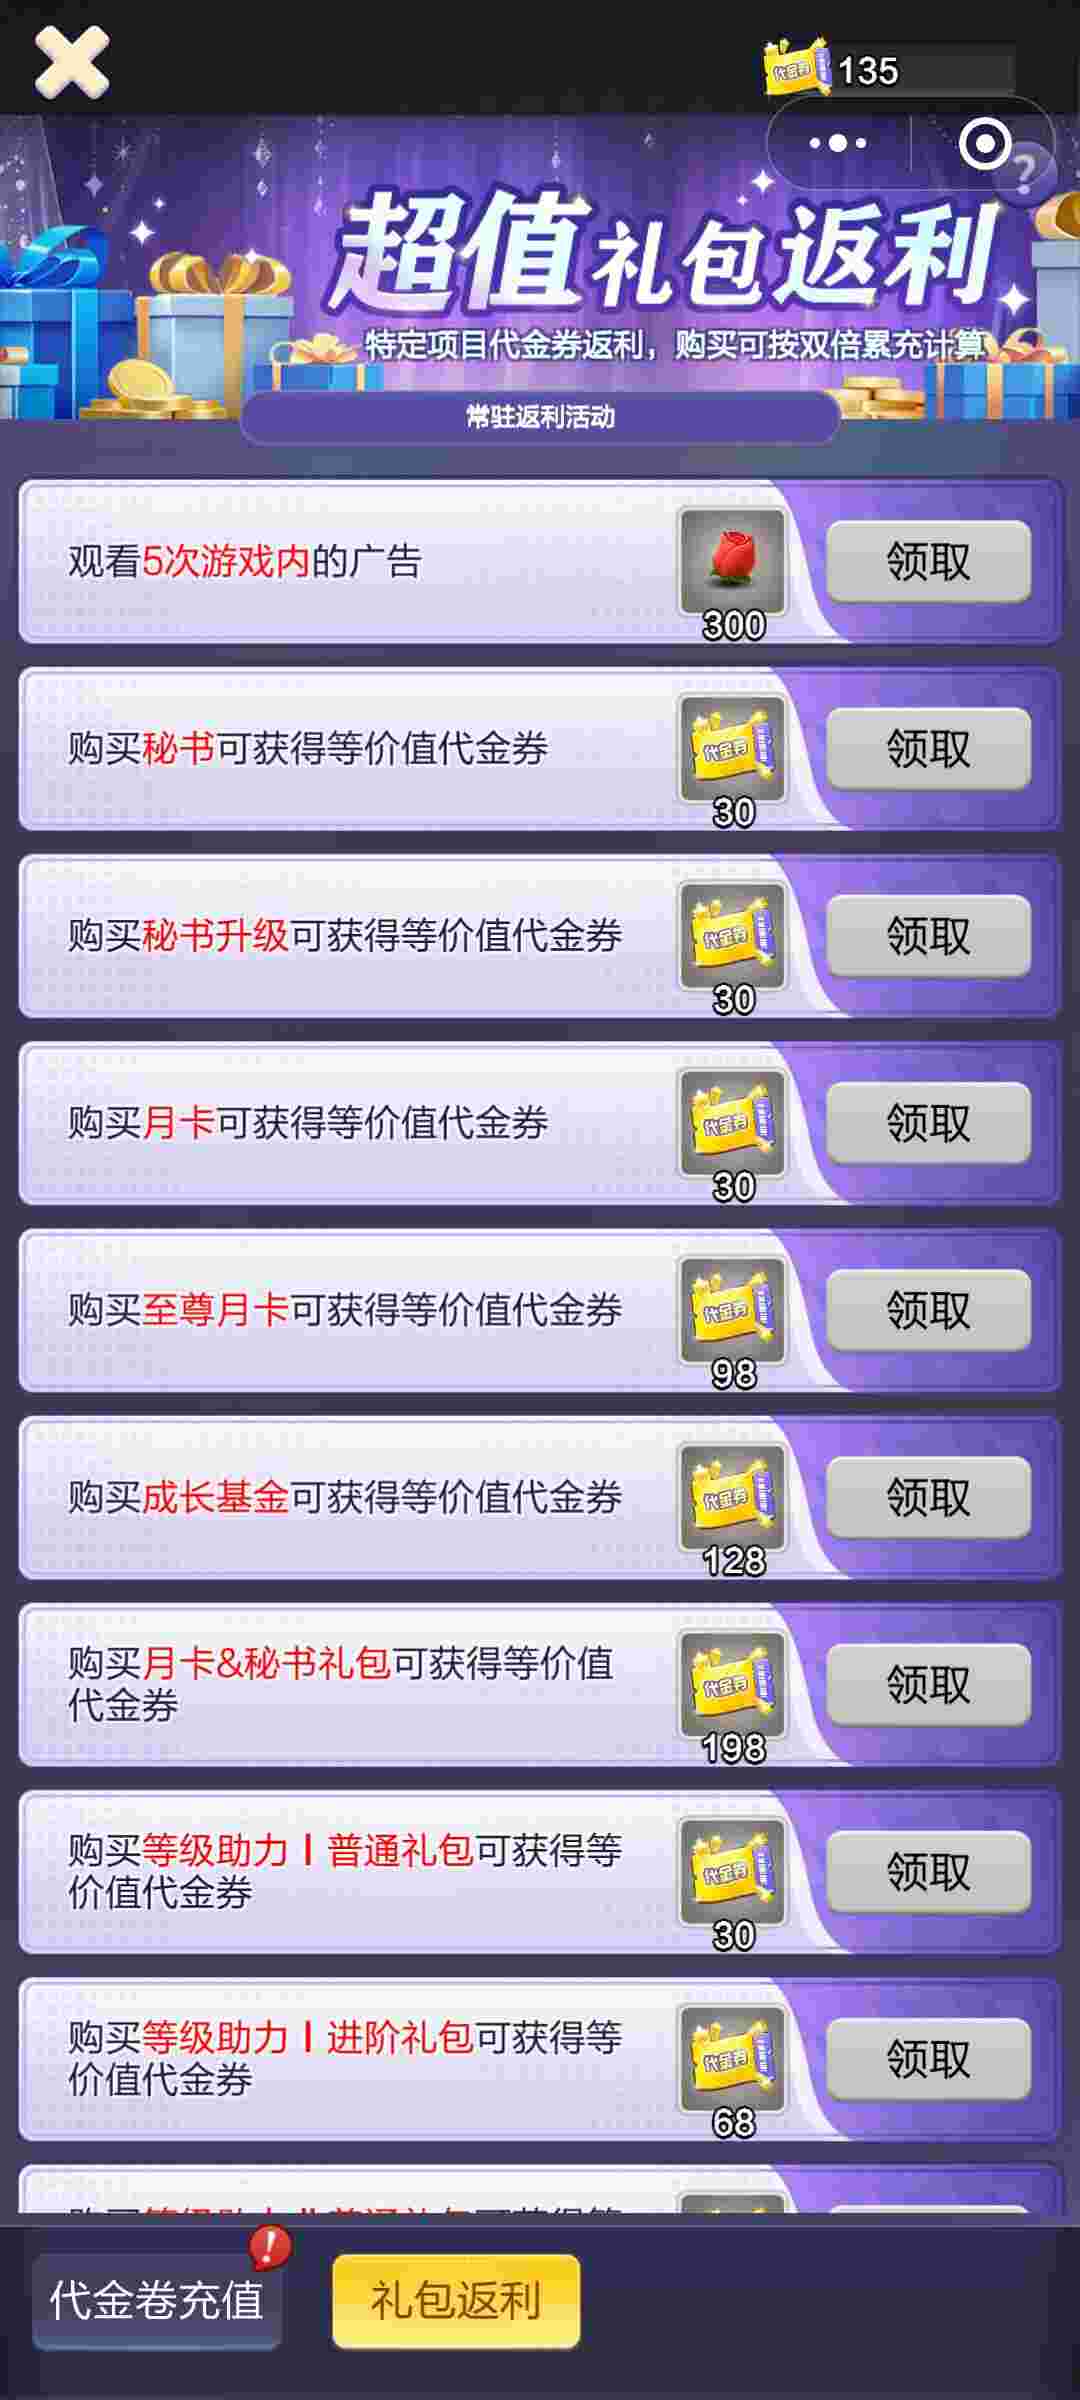 代金券 135
?
超值礼包返利
特定项目代金券返利，购买可按双倍累充计算
常驻返利活动
观看5次游戏内的广告
300
领取
购买秘书可获得等价值代金券
代金券
30
领取
购买秘书升级可获得等价值代金券
代金券
30
领取
购买月卡可获得等价值代金券
代金券
30
领取
购买至尊月卡可获得等价值代金券
代金券
98
领取
购买成长基金可获得等价值代金券
代金券
128
领取
购买月卡&秘书礼包可获得等价值
代金券
代金券
198
领取
购买等级助力丨普通礼包可获得等
价值代金券
代金券
30
领取
购买等级助力丨进阶礼包可获得等
价值代金券
代金券
68
领取
代金卷充值
!
礼包返利